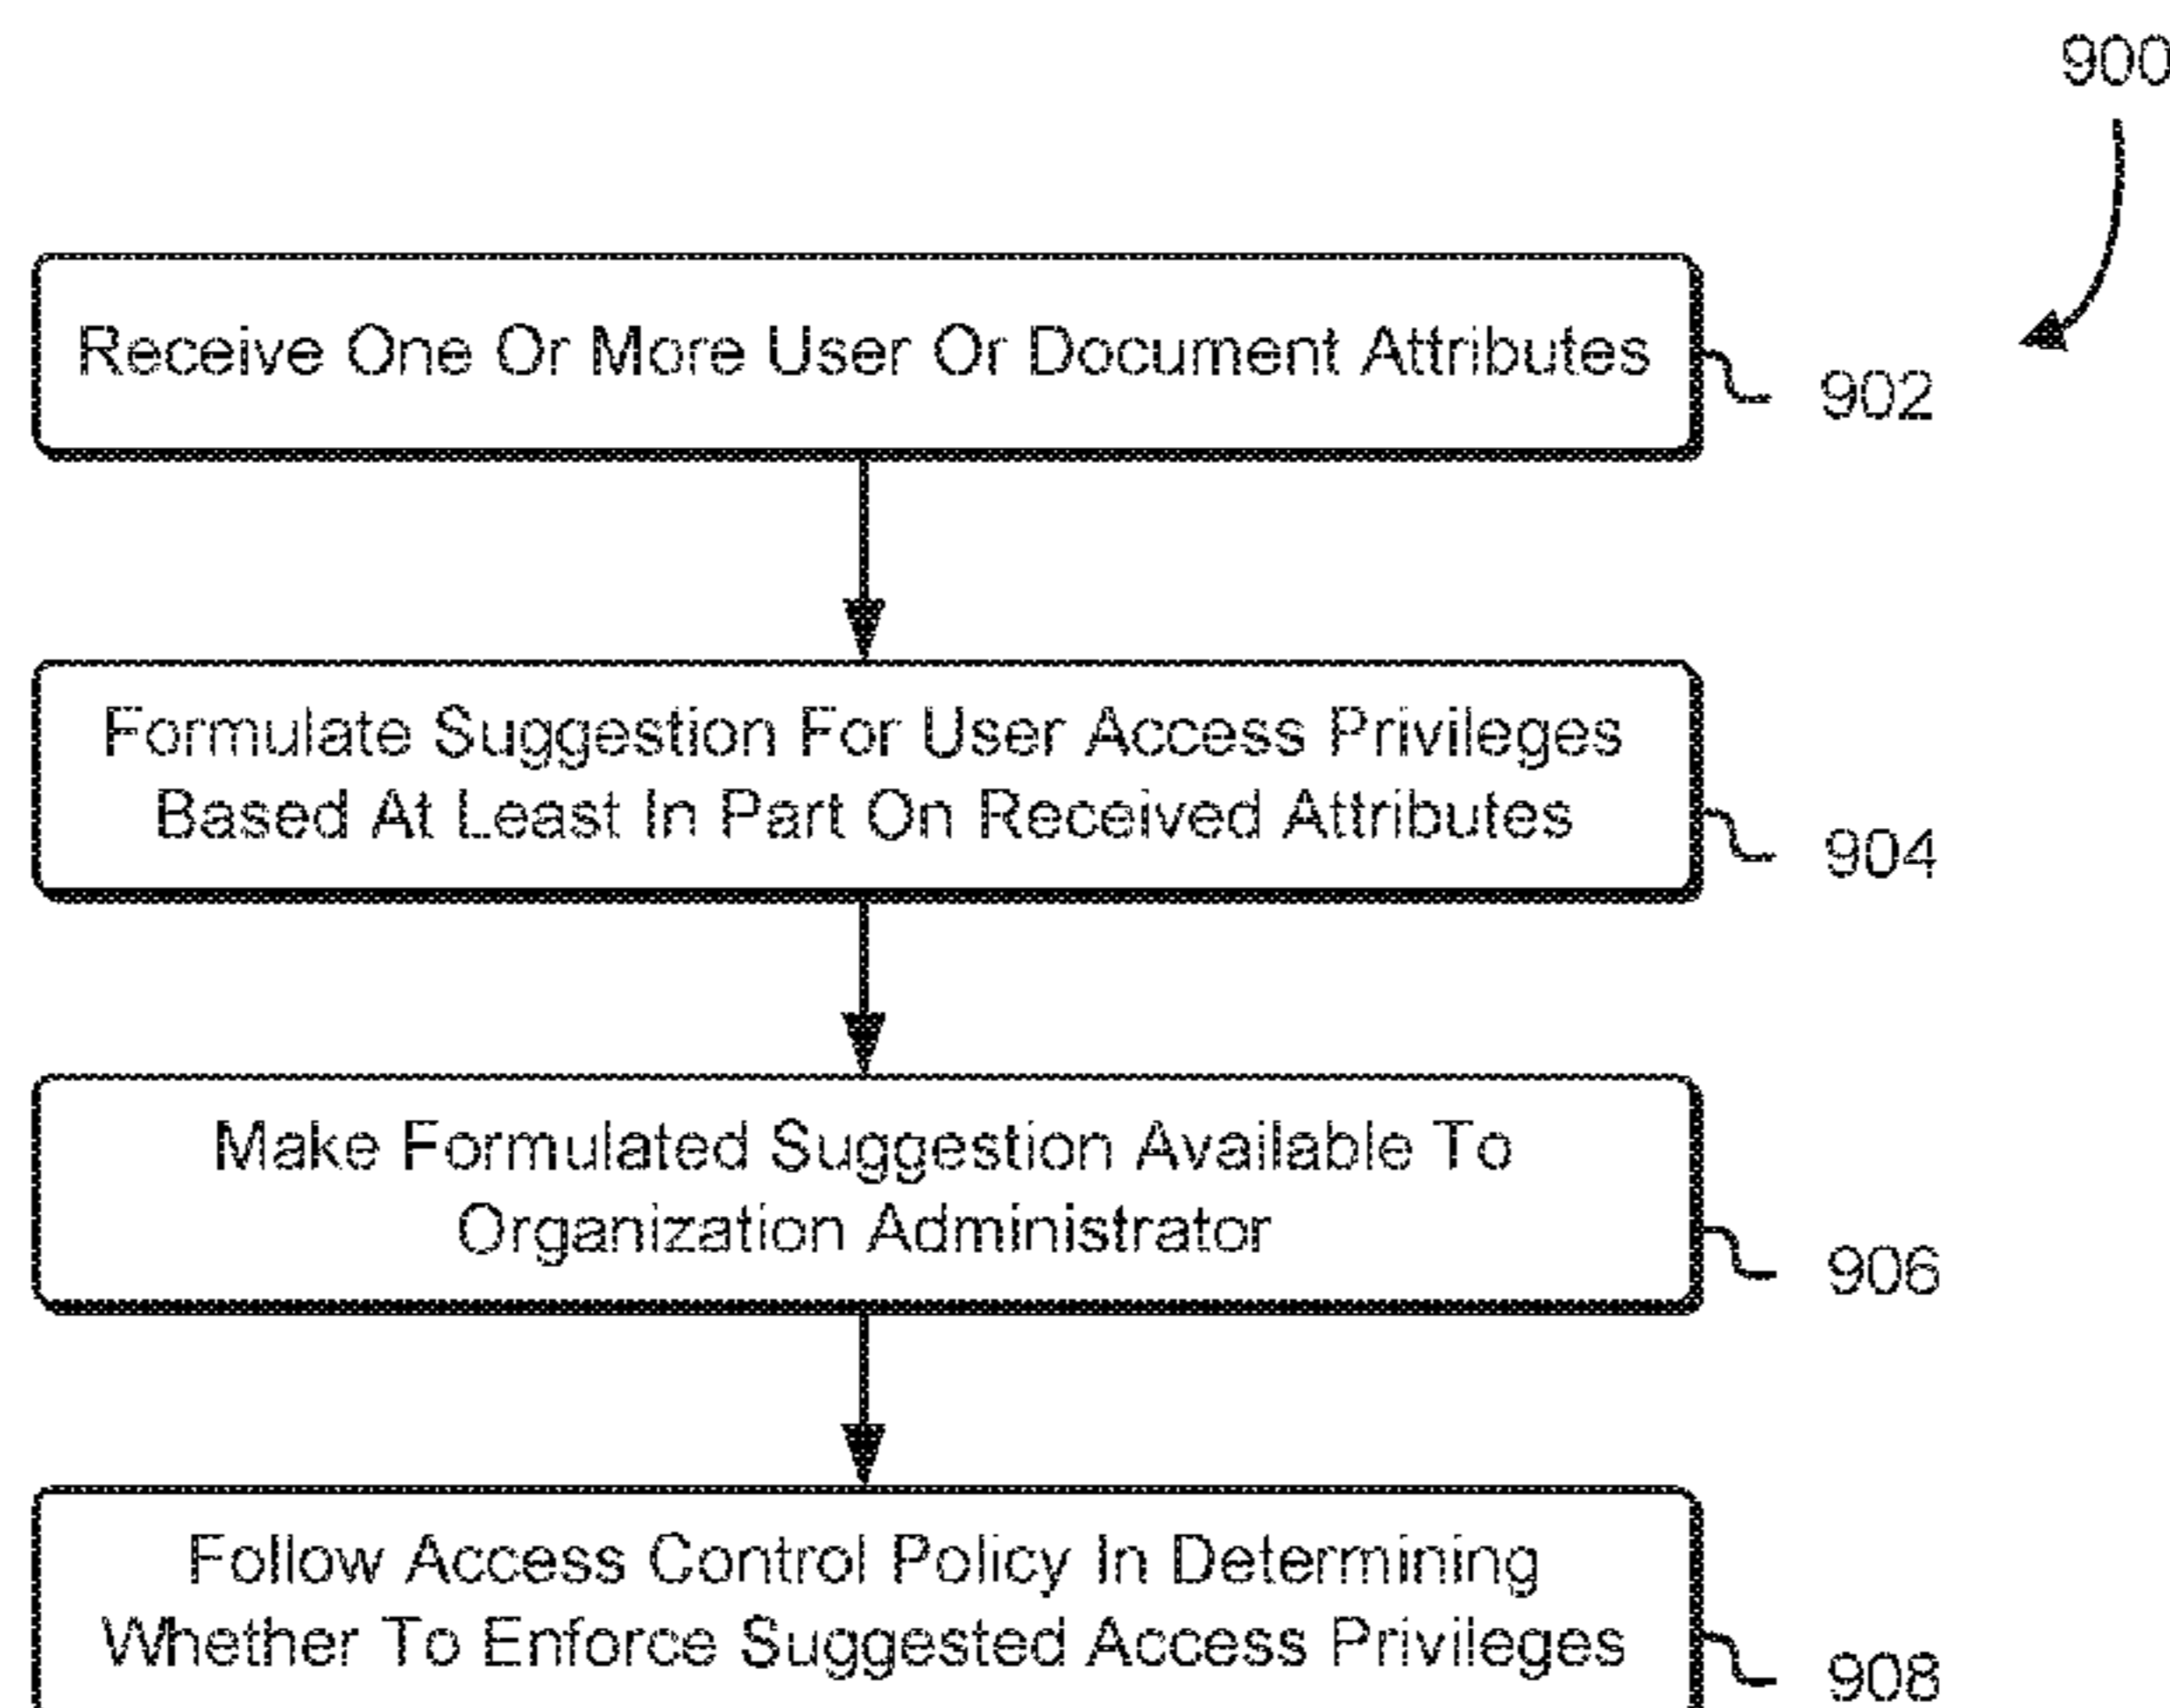 900
Receive One Or More User Or Document Attributes
902
Formulate Suggestion For User Access Privileges
Based At Least In Part On Received Attributes
904
Make Formulated Suggestion Available To
Organization Administrator
906
Follow Access Control Policy In Determining
Whether To Enforce Suggested Access Privileges
908